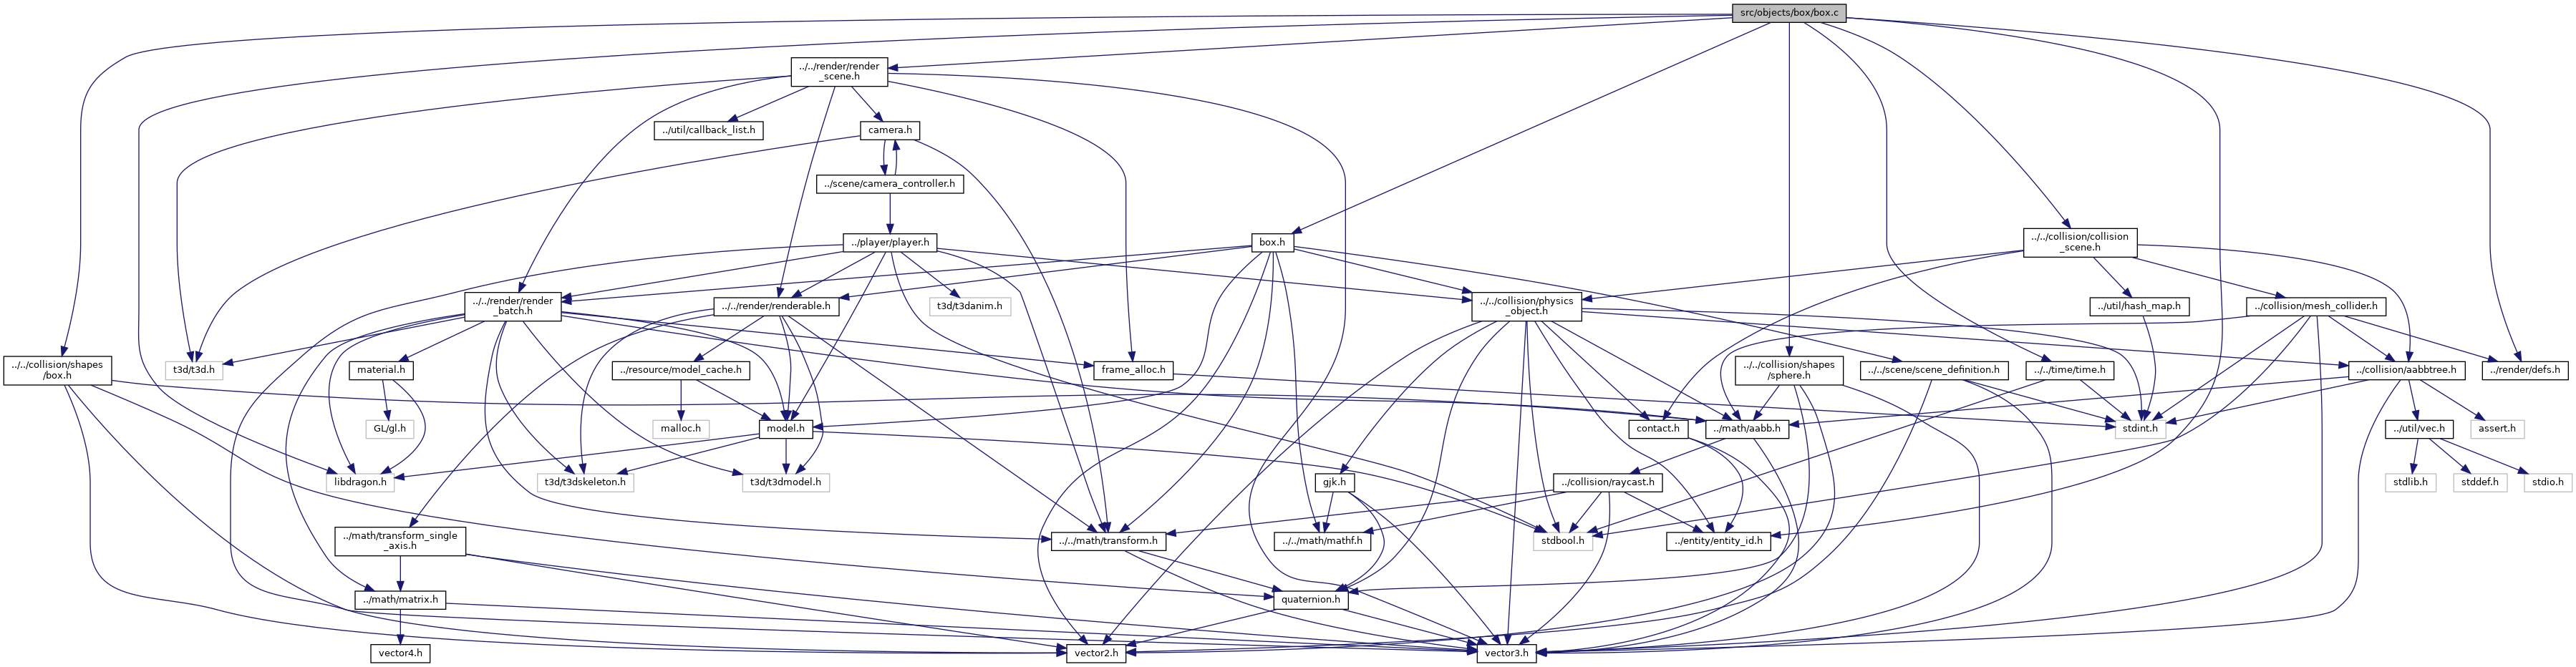 src/objects/box/box.c
../../render/render
_scene.h
../util/callback_list.h
camera.h
../scene/camera_controller.h
../player/player.h
box.h
../../collision/collision
_scene.h
../../render/render
_batch.h
../../render/renderable.h
t3d/t3danim.h
../../collision/physics
_object.h
../util/hash_map.h
../collision/mesh_collider.h
../../collision/shapes
/box.h
t3d/t3d.h
material.h
../resource/model_cache.h
frame_alloc.h
../../collision/shapes
/sphere.h
../../scene/scene_definition.h
../../time/time.h
../collision/aabbtree.h
../render/defs.h
GL/gl.h
malloc.h
model.h
contact.h
../math/aabb.h
stdint.h
../util/vec.h
assert.h
libdragon.h
t3d/t3dskeleton.h
t3d/t3dmodel.h
gjk.h
../collision/raycast.h
stdlib.h
stddef.h
stdio.h
../math/transform_single
_axis.h
../../math/transform.h
../../math/mathf.h
stdbool.h
../entity/entity_id.h
../math/matrix.h
quaternion.h
vector4.h
vector2.h
vector3.h